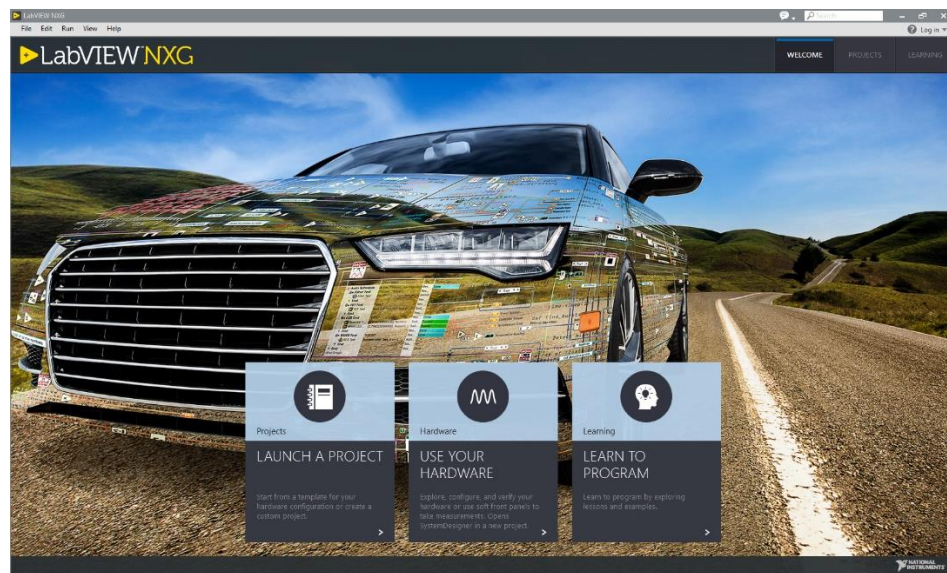 LabVIEW NXG
Search
File Edit Run View Help
Log in
LabVIEW NXG
WELCOME PROJECTS LEARNING
Projects
LAUNCH A PROJECT
Start from a template for your
hardware configuration or create a
custom project.
Hardware
USE YOUR
HARDWARE
Explore, configure, and verify your
hardware or use soft front panels to
take measurements. Opens
SystemDesigner in a new project.
Learning
LEARN TO
PROGRAM
Learn to program by exploring
lessons and examples.
NATIONAL
INSTRUMENTS